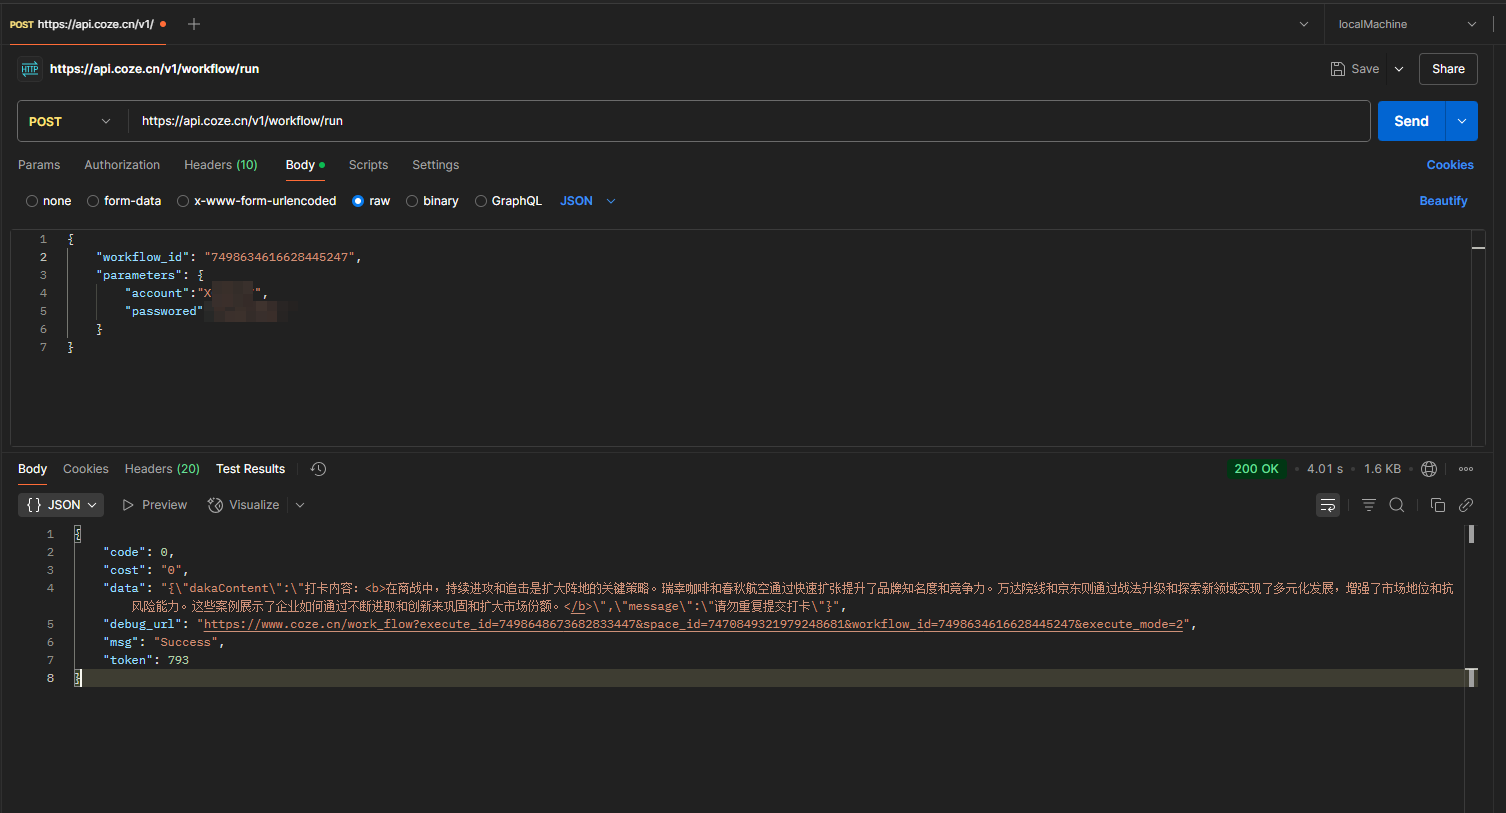 POST https://api.coze.cn/v1/
localMachine
HTTP https://api.coze.cn/v1/workflow/run
Save
Share
POST https://api.coze.cn/v1/workflow/run
Send
Params Authorization Headers (10) Body Scripts Settings
Cookies
none form-data x-www-form-urlencoded raw binary GraphQL JSON
Beautify
1 {
2 "workflow_id": "7498634616628445247",
3 "parameters": {
4 "account":"X ",
5 "passwored"
6 }
7 }
Body Cookies Headers (20) Test Results
200 OK • 4.01 s • 1.6 KB
{ } JSON Preview Visualize
1 {
2 "code": 0,
3 "cost": "0",
4 "data": "{\"dakaContent\":\"打卡内容：<b>在商战中，持续进攻和追击是扩大阵地的关键策略。瑞幸咖啡和春秋航空通过快速扩张提升了品牌知名度和竞争力。万达院线和京东则通过战法升级和探索新领域实现了多元化发展，增强了市场地位和抗
风险能力。这些案例展示了企业如何通过不断进取和创新来巩固和扩大市场份额。</b>\",\"message\":\"请勿重复提交打卡\"}",
5 "debug_url": "https://www.coze.cn/work_flow?execute_id=7498648673682833447&space_id=7470849321979248681&workflow_id=7498634616628445247&execute_mode=2",
6 "msg": "Success",
7 "token": 793
8 }